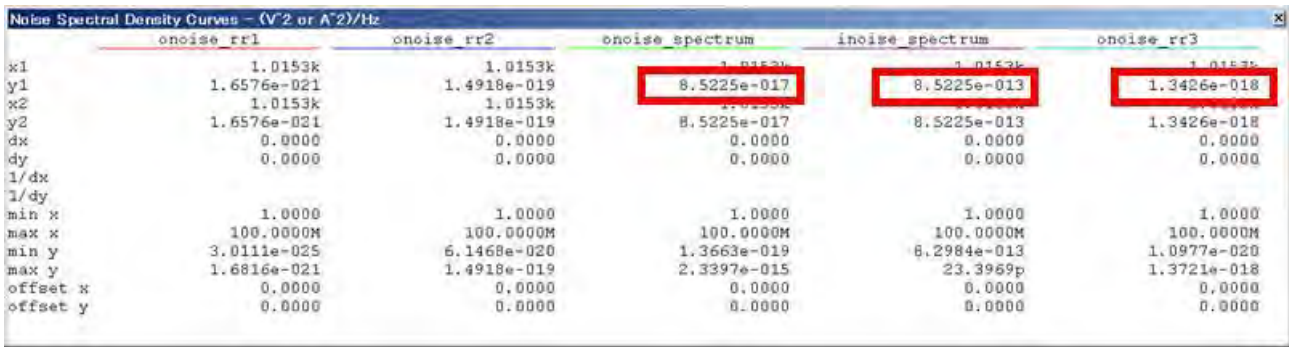 Noise Spectral Density Curves - (V^2 or A^2)/Hz x
onoise_rr1 onoise_rr2 onoise_spectrum inoise_spectrum onoise_rr3
x1 1.0153k 1.0153k 1.0153k 1.0153k 1.0153k
y1 1.6576e-021 1.4918e-019 8.5225e-017 8.5225e-013 1.3426e-018
x2 1.0153k 1.0153k
y2 1.6576e-021 1.4918e-019 8.5225e-017 8.5225e-013 1.3426e-018
dx 0.0000 0.0000 0.0000 0.0000 0.0000
dy 0.0000 0.0000 0.0000 0.0000 0.0000
1/dx
1/dy
min x 1.0000 1.0000 1.0000 1.0000 1.0000
max x 100.0000M 100.0000M 100.0000M 100.0000M 100.0000M
min y 3.0111e-025 6.1468e-020 1.3663e-019 6.2984e-013 1.0977e-020
max y 1.6816e-021 1.4918e-019 2.3397e-015 23.3969p 1.3721e-018
offset x 0.0000 0.0000 0.0000 0.0000 0.0000
offset y 0.0000 0.0000 0.0000 0.0000 0.0000